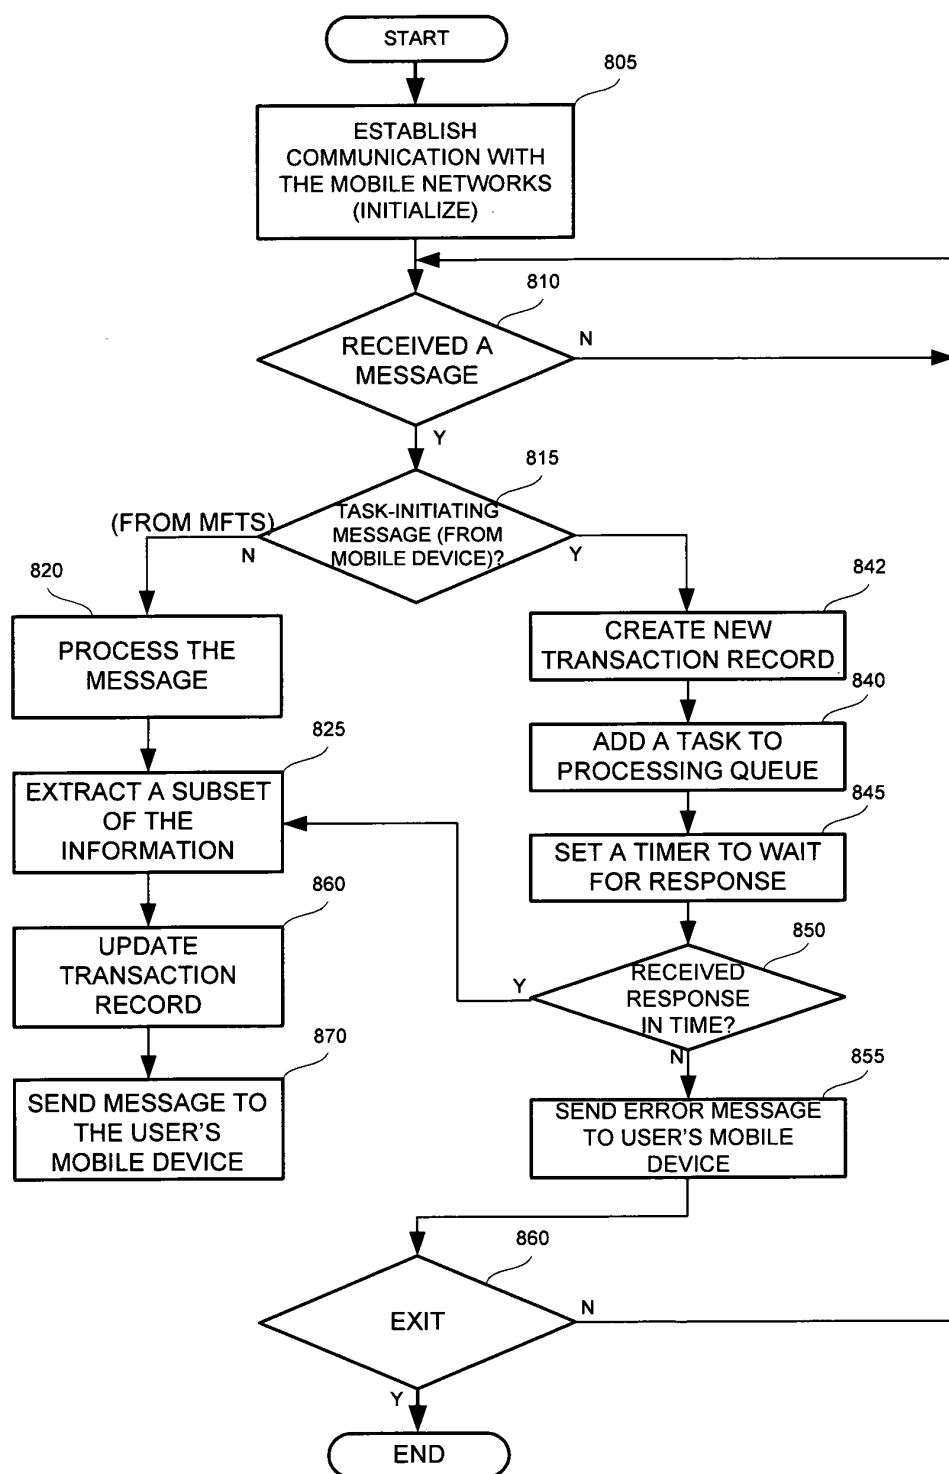 START
805
ESTABLISH
COMMUNICATION WITH
THE MOBILE NETWORKS
(INITIALIZE)
810
RECEIVED A
MESSAGE
N
Y
815
TASK-INITIATING
MESSAGE (FROM
MOBILE DEVICE)?
(FROM MFTS)
N
Y
820
PROCESS THE
MESSAGE
842
CREATE NEW
TRANSACTION RECORD
825
EXTRACT A SUBSET
OF THE
INFORMATION
840
ADD A TASK TO
PROCESSING QUEUE
845
SET A TIMER TO WAIT
FOR RESPONSE
860
UPDATE
TRANSACTION
RECORD
850
RECEIVED
RESPONSE
IN TIME?
Y
N
870
SEND MESSAGE TO
THE USER'S
MOBILE DEVICE
855
SEND ERROR MESSAGE
TO USER'S MOBILE
DEVICE
860
EXIT
N
Y
END